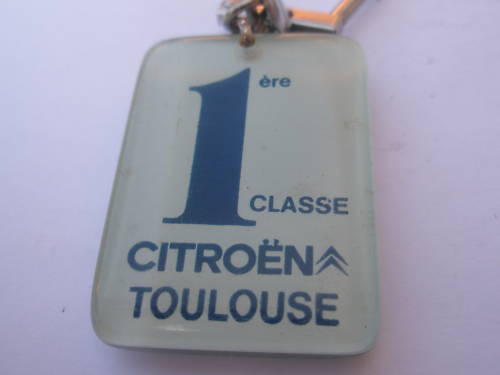 1ère
CLASSE
CITROËN
TOULOUSE